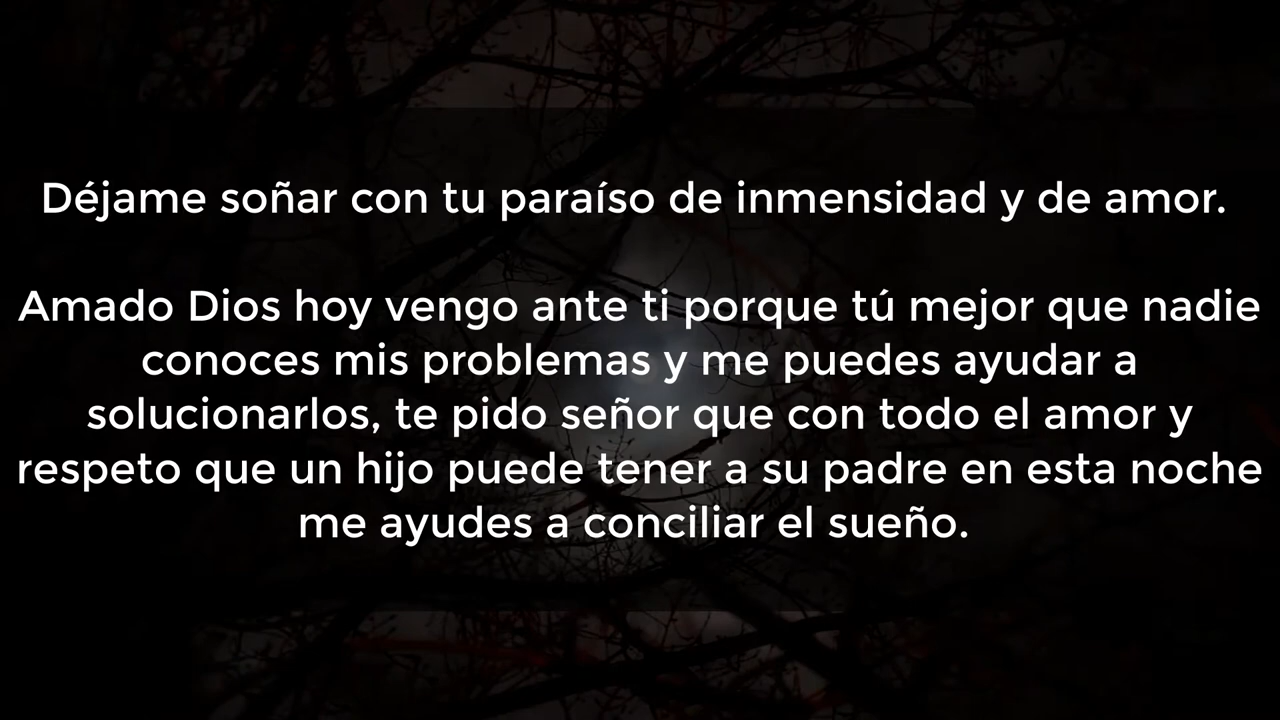 Déjame soñar con tu paraíso de inmensidad y de amor.
Amado Dios hoy vengo ante ti porque tú mejor que nadie
conoces mis problemas y me puedes ayudar a
solucionarlos, te pido señor que con todo el amor y
respeto que un hijo puede tener a su padre en esta noche
me ayudes a conciliar el sueño.